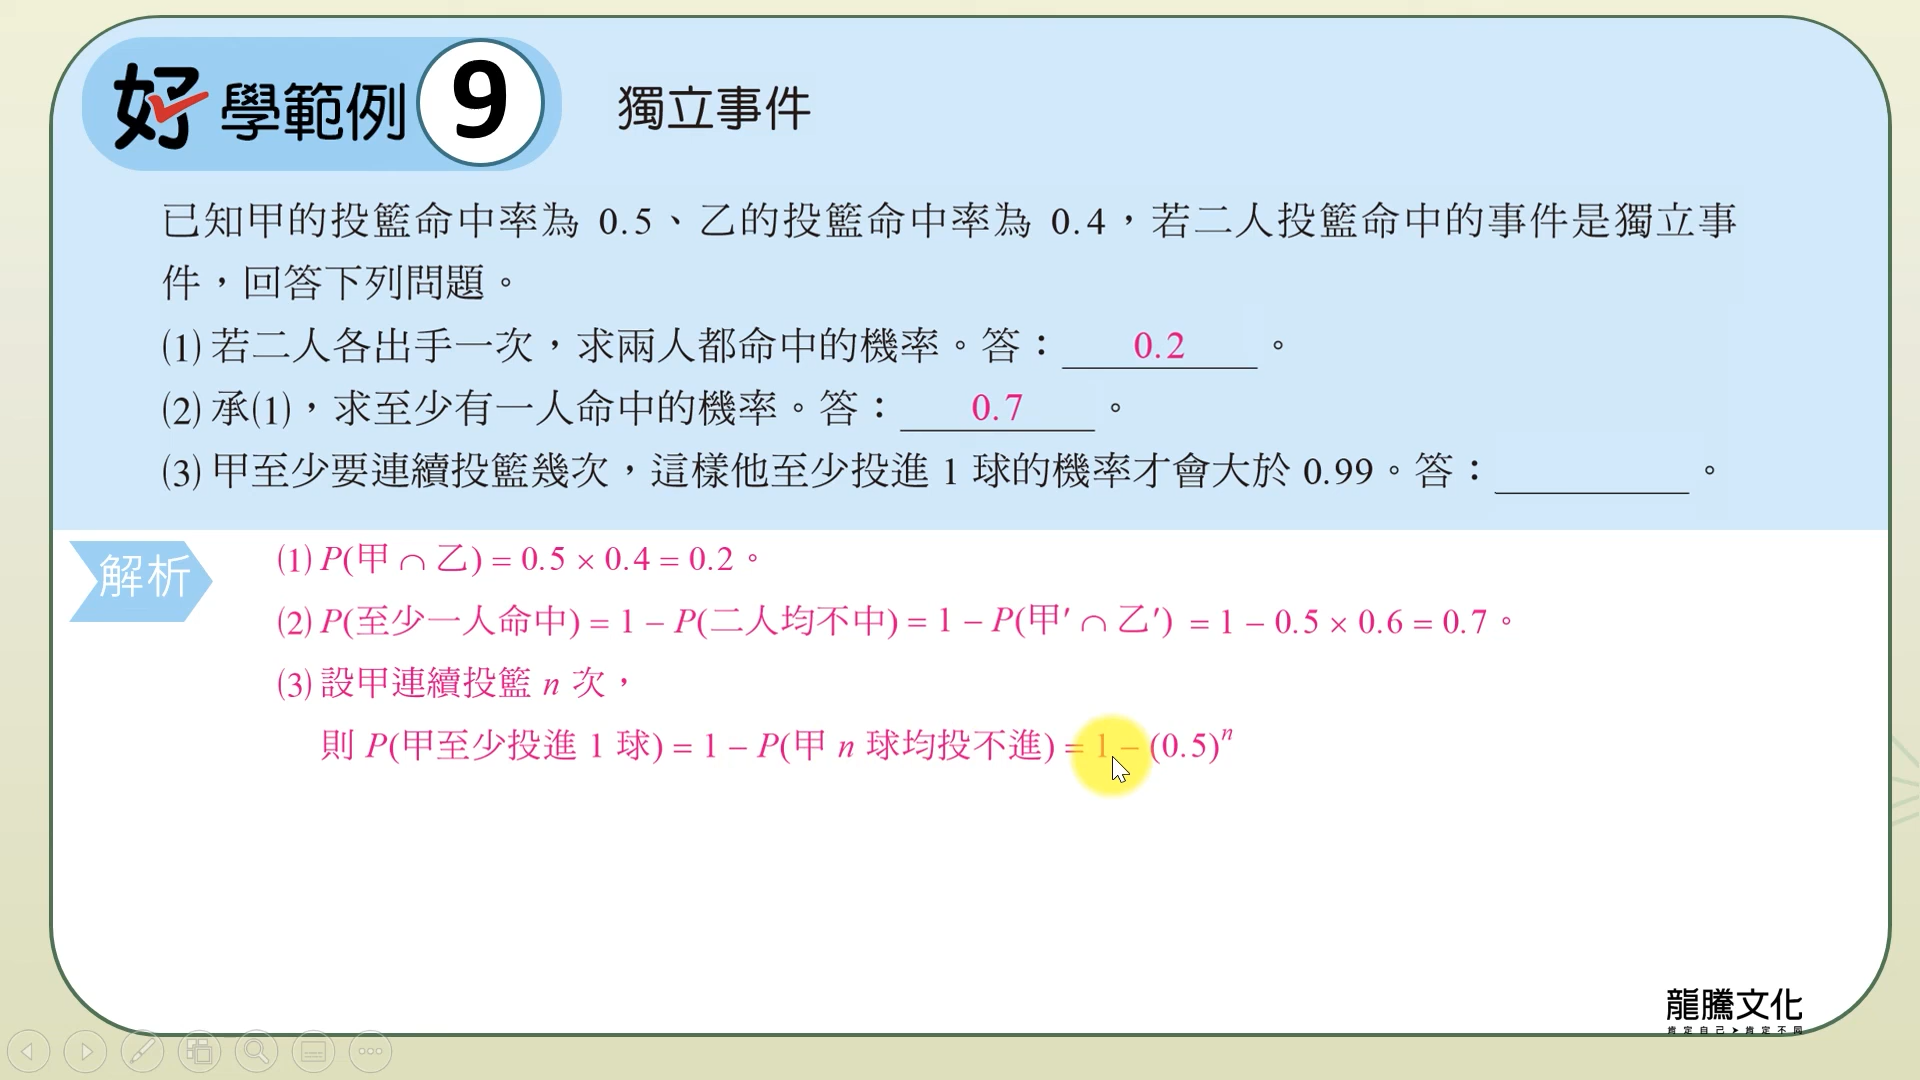 好學範例 9 獨立事件
已知甲的投籃命中率為 0.5、乙的投籃命中率為 0.4，若二人投籃命中的事件是獨立事
件，回答下列問題。
(1) 若二人各出手一次，求兩人都命中的機率。答：0.2。
(2) 承(1)，求至少有一人命中的機率。答：0.7。
(3) 甲至少要連續投籃幾次，這樣他至少投進 1 球的機率才會大於 0.99。答：________。
解析
(1) P(甲 ∩ 乙) = 0.5 × 0.4 = 0.2。
(2) P(至少一人命中) = 1 − P(二人均不中) = 1 − P(甲′ ∩ 乙′) = 1 − 0.5 × 0.6 = 0.7。
(3) 設甲連續投籃 n 次，
則 P(甲至少投進 1 球) = 1 − P(甲 n 球均投不進) = 1 − (0.5)ⁿ
龍騰文化
肯定自己➤肯定不同